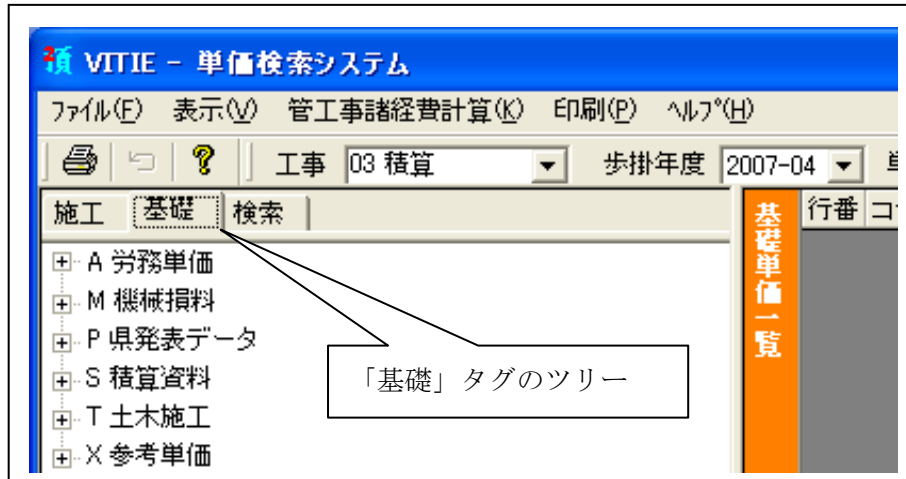 積 VITIE - 単価検索システム
ファイル(F) 表示(V) 管工事諸経費計算(K) 印刷(P) ヘルプ(H)
工事 03 積算 歩掛年度 2007-04
施工 基礎 検索
行番
A 労務単価
M 機械損料
P 県発表データ
S 積算資料
T 土木施工
X 参考単価
「基礎」タグのツリー
基礎単価一覧